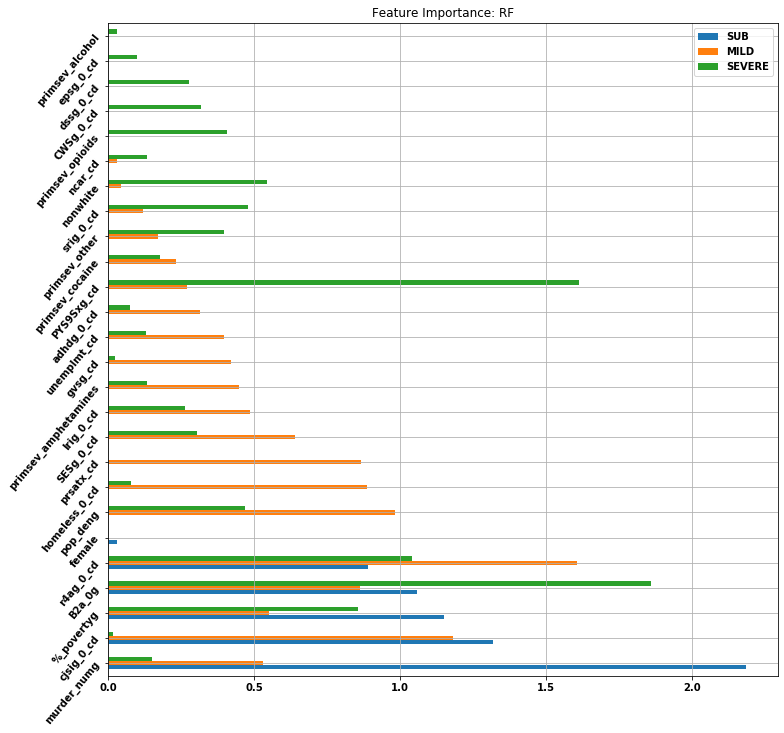 Feature Importance: RF
SUB
MILD
SEVERE
primsev_alcohol
epsg_0_cd
dssg_0_cd
CWSg_0_cd
primsev_opioids
ncar_cd
nonwhite
srig_0_cd
primsev_other
primsev_cocaine
PYS9Sxg_cd
adhdg_0_cd
unemplmt_cd
gvsg_cd
primsev_amphetamines
lrig_0_cd
SESg_0_cd
prsatx_cd
homeless_0_cd
pop_deng
female
r4ag_0_cd
B2a_0g
%_povertyg
cjsig_0_cd
murder_numg
0.0 0.5 1.0 1.5 2.0